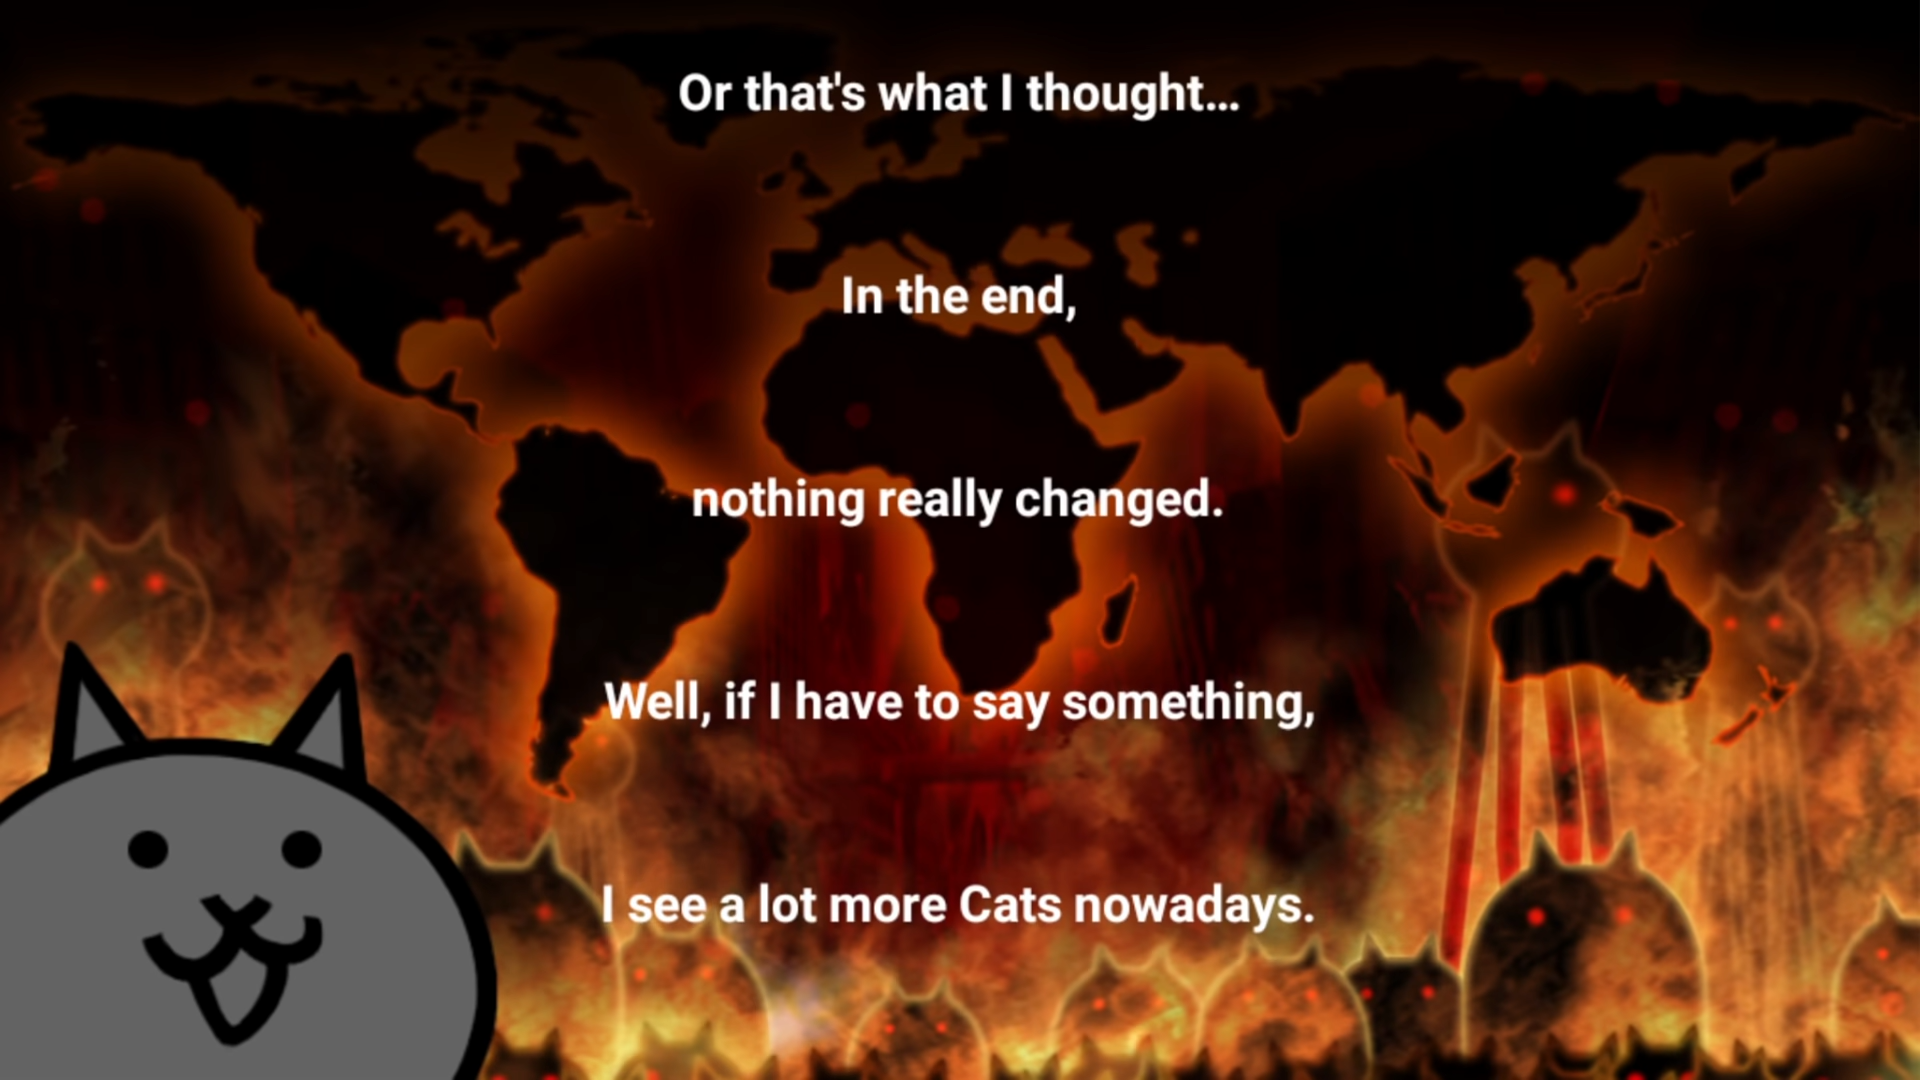 Or that's what I thought...
In the end,
nothing really changed.
Well, if I have to say something,
I see a lot more Cats nowadays.